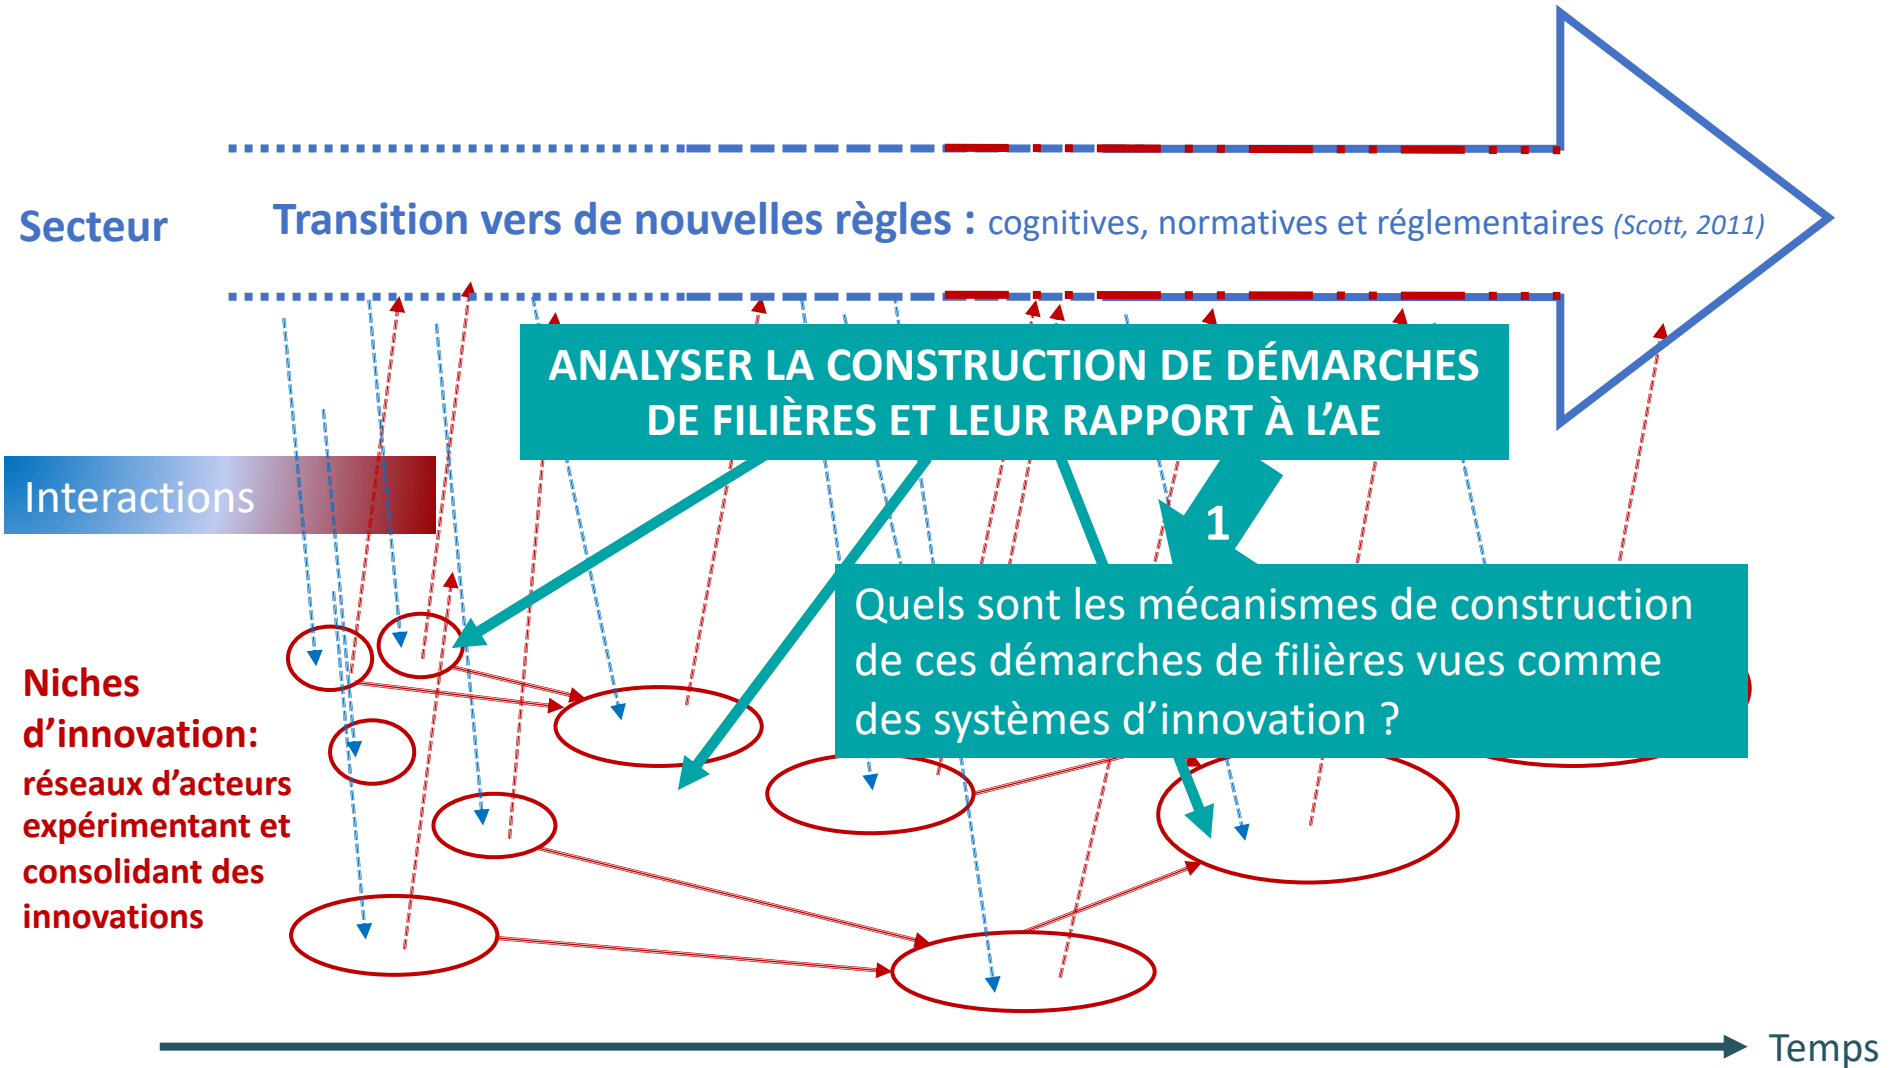 Secteur
Transition vers de nouvelles règles : cognitives, normatives et réglementaires (Scott, 2011)
ANALYSER LA CONSTRUCTION DE DÉMARCHES
DE FILIÈRES ET LEUR RAPPORT À L’AE
Interactions
1
Quels sont les mécanismes de construction
de ces démarches de filières vues comme
des systèmes d’innovation ?
Niches
d’innovation:
réseaux d’acteurs
expérimentant et
consolidant des
innovations
Temps